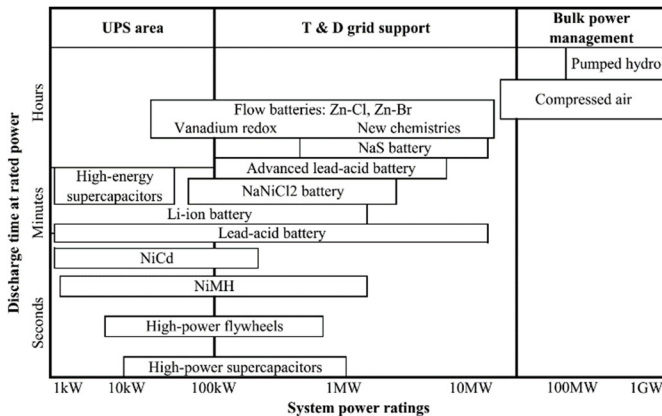 UPS area
T & D grid support
Bulk power
management
Pumped hydro
Compressed air
Flow batteries: Zn-Cl, Zn-Br
Vanadium redox
New chemistries
NaS battery
Advanced lead-acid battery
High-energy
supercapacitors
NaNiCl2 battery
Li-ion battery
Lead-acid battery
NiCd
NiMH
High-power flywheels
High-power supercapacitors
Discharge time at rated power
Hours
Minutes
Seconds
1kW
10kW
100kW
1MW
10MW
100MW
1GW
System power ratings